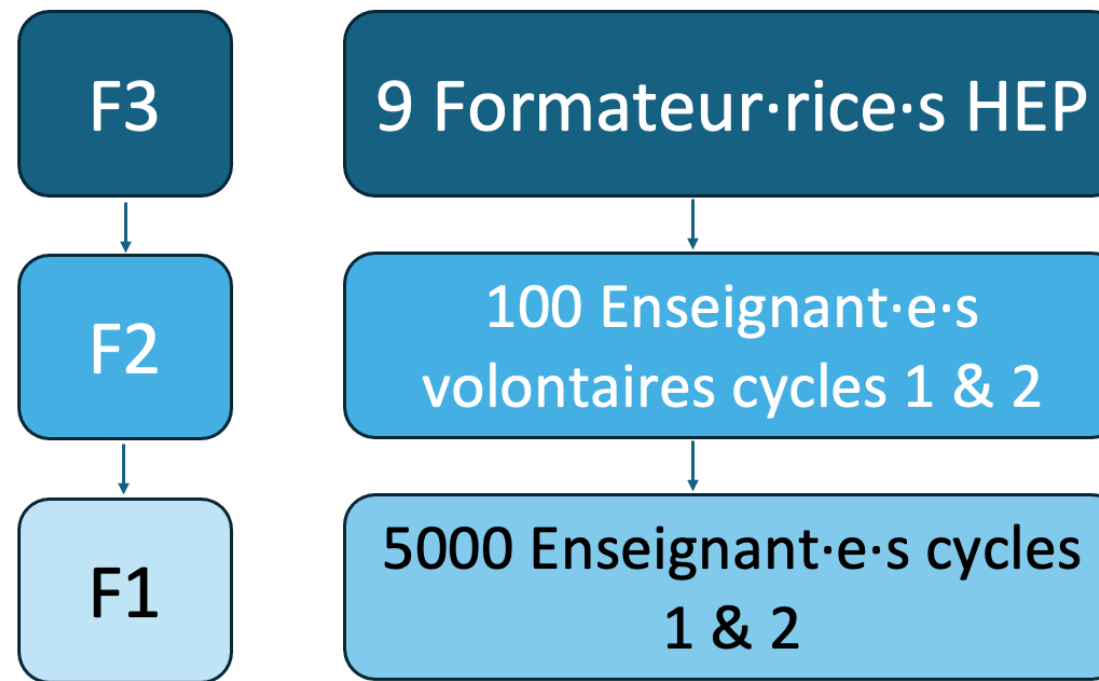 F3
9 Formateur·rice·s HEP
F2
100 Enseignant·e·s
volontaires cycles 1 & 2
F1
5000 Enseignant·e·s cycles
1 & 2